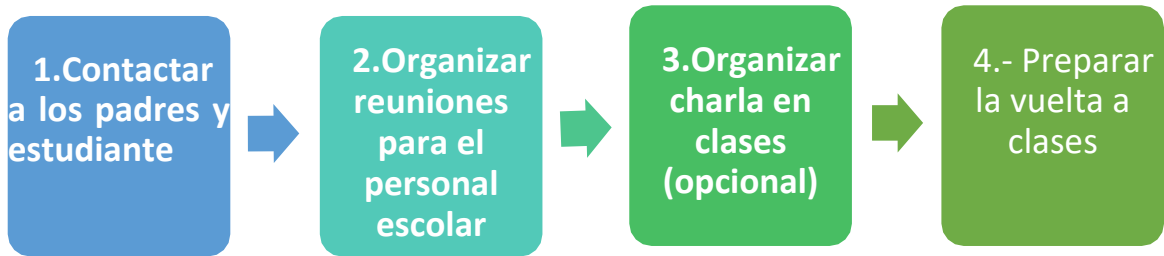 1.Contactar
a los padres y
estudiante
2.Organizar
reuniones
para el
personal
escolar
3.Organizar
charla en
clases
(opcional)
4.- Preparar
la vuelta a
clases